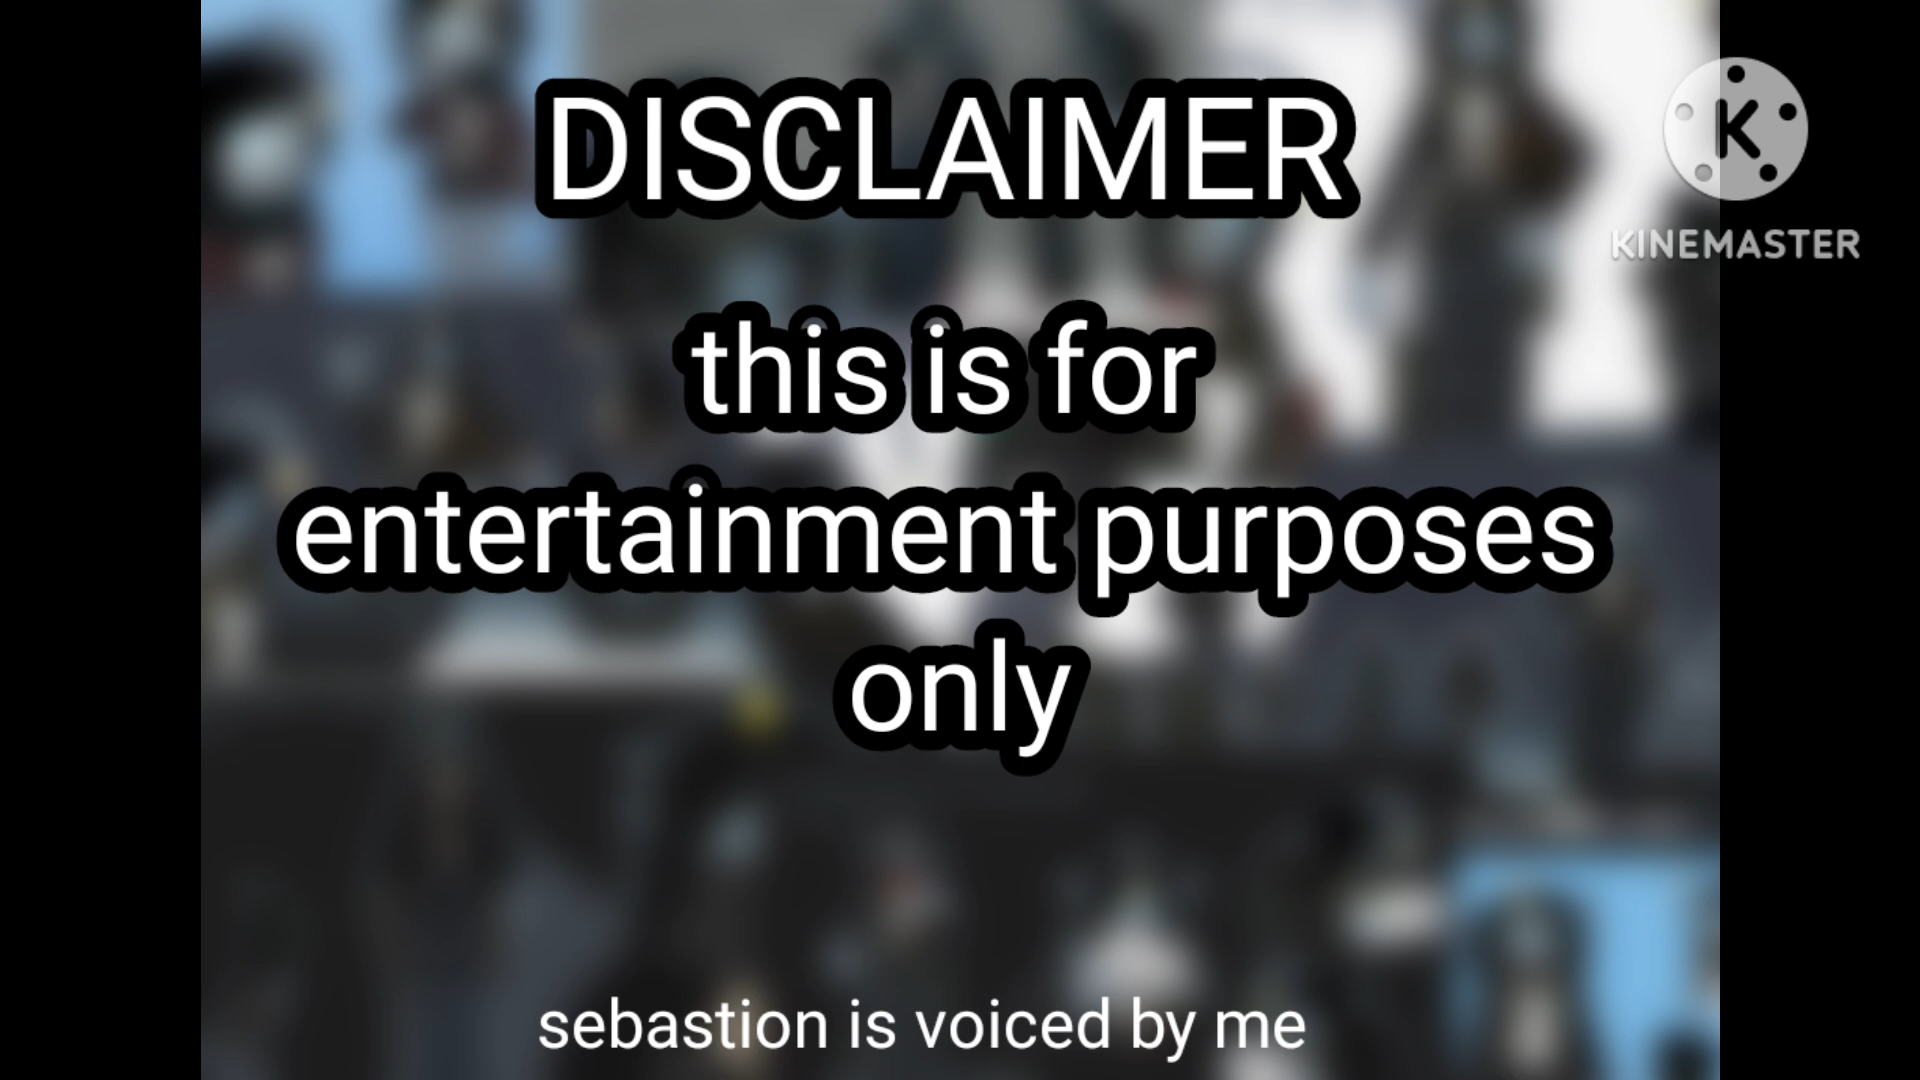 DISCLAIMER
K
KINEMASTER
this is for
entertainment purposes
only
sebastion is voiced by me